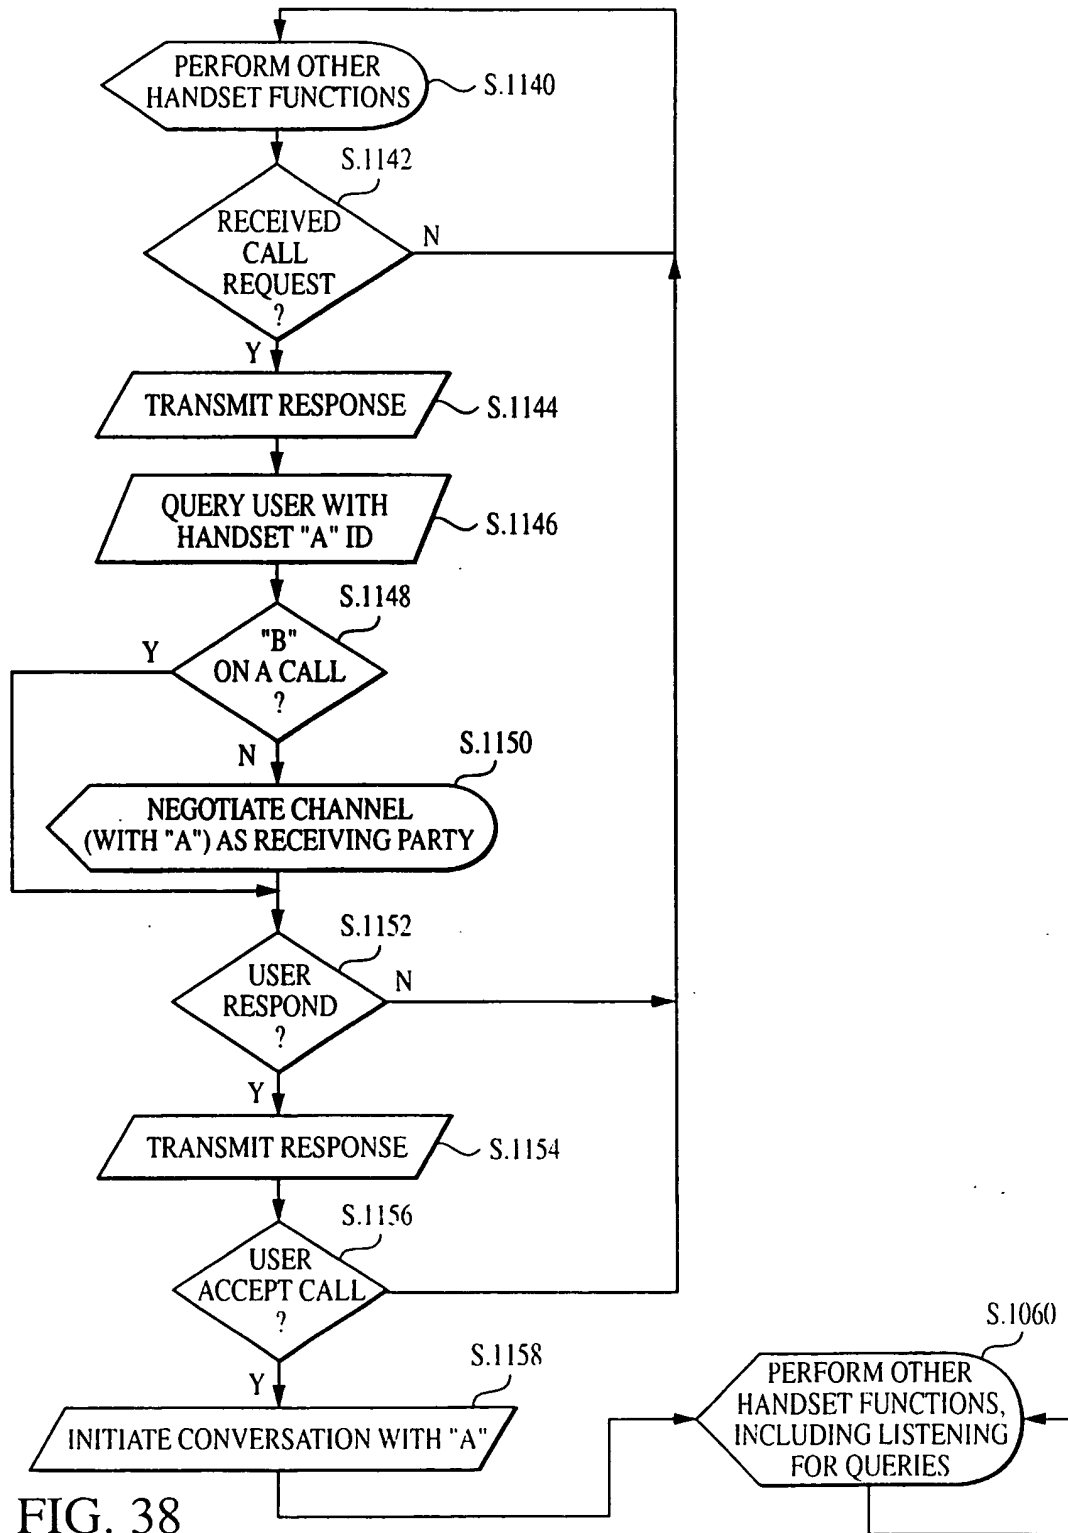 PERFORM OTHER
HANDSET FUNCTIONS
S.1140
S.1142
RECEIVED
CALL
REQUEST
?
N
Y
TRANSMIT RESPONSE
S.1144
QUERY USER WITH
HANDSET "A" ID
S.1146
S.1148
"B"
ON A CALL
?
Y
N
S.1150
NEGOTIATE CHANNEL
(WITH "A") AS RECEIVING PARTY
S.1152
USER
RESPOND
?
N
Y
TRANSMIT RESPONSE
S.1154
S.1156
USER
ACCEPT CALL
?
Y
S.1158
INITIATE CONVERSATION WITH "A"
S.1060
PERFORM OTHER
HANDSET FUNCTIONS,
INCLUDING LISTENING
FOR QUERIES
FIG. 38